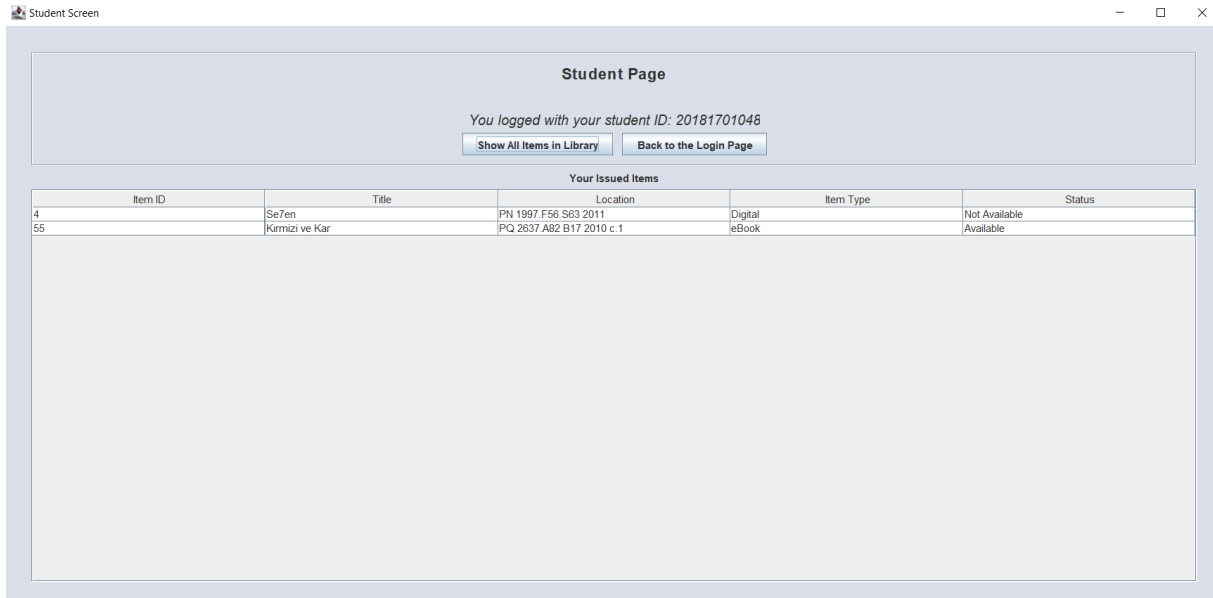 Student Screen
Student Page
You logged with your student ID: 20181701048
Show All Items in Library Back to the Login Page
Your Issued Items
Item ID Title Location Item Type Status
4 Se7en PN 1997.F56.S63 2011 Digital Not Available
55 Kırmizi ve Kar PQ 2637.A82 B17 2010 c.1 eBook Available